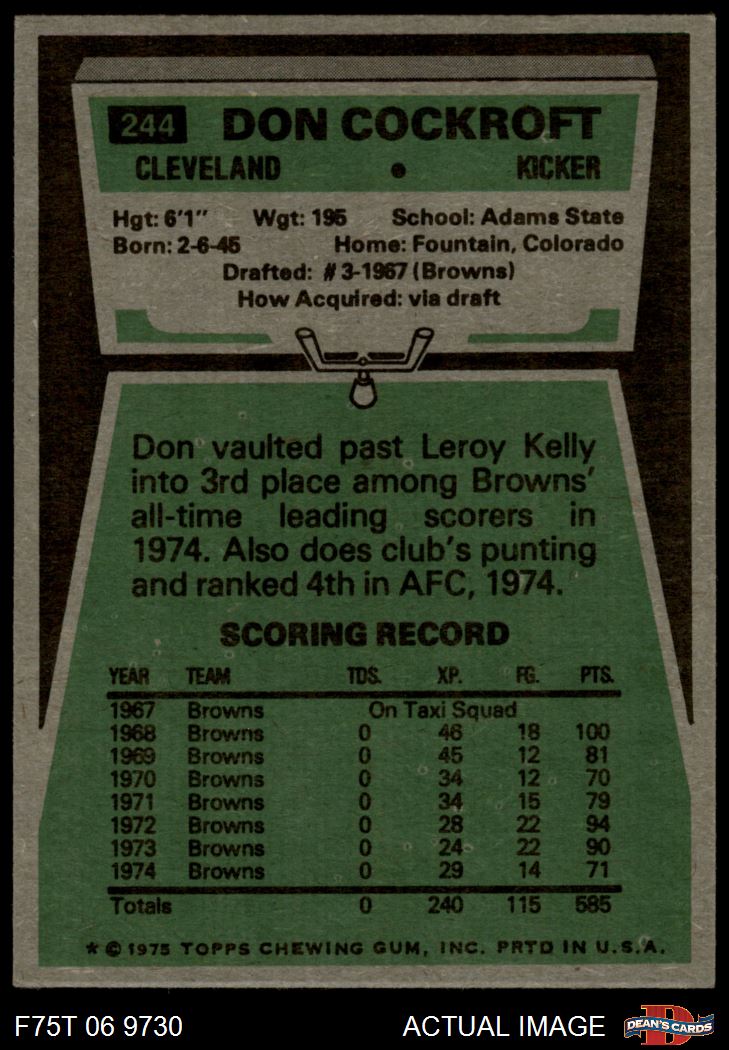 244 DON COCKROFT
CLEVELAND • KICKER
Hgt: 6'1" Wgt: 195 School: Adams State
Born: 2-6-45 Home: Fountain, Colorado
Drafted: #3-1967 (Browns)
How Acquired: via draft
Don vaulted past Leroy Kelly
into 3rd place among Browns'
all-time leading scorers in
1974. Also does club's punting
and ranked 4th in AFC, 1974.
SCORING RECORD
YEAR TEAM TDS. XP. FG. PTS.
1967 Browns On Taxi Squad
1968 Browns 0 46 18 100
1969 Browns 0 45 12 81
1970 Browns 0 34 12 70
1971 Browns 0 34 15 79
1972 Browns 0 28 22 94
1973 Browns 0 24 22 90
1974 Browns 0 29 14 71
Totals 0 240 115 585
* © 1975 TOPPS CHEWING GUM, INC. PRTD IN U.S.A.
F75T 06 9730 ACTUAL IMAGE DEAN'S CARDS